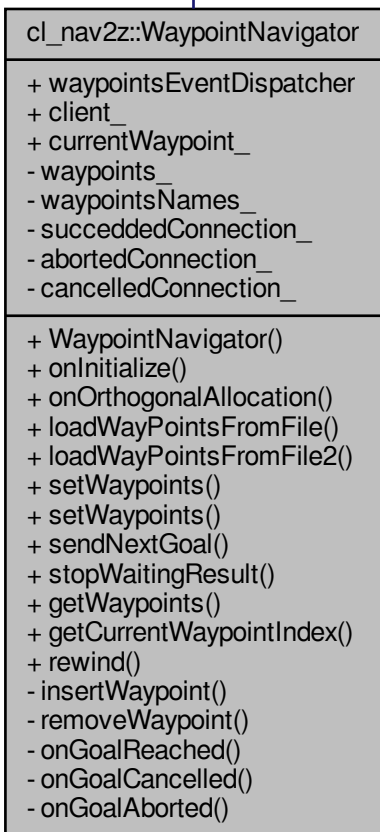 cl_nav2z::WaypointNavigator
+ waypointsEventDispatcher
+ client_
+ currentWaypoint_
- waypoints_
- waypointsNames_
- succeddedConnection_
- abortedConnection_
- cancelledConnection_
+ WaypointNavigator()
+ onInitialize()
+ onOrthogonalAllocation()
+ loadWayPointsFromFile()
+ loadWayPointsFromFile2()
+ setWaypoints()
+ setWaypoints()
+ sendNextGoal()
+ stopWaitingResult()
+ getWaypoints()
+ getCurrentWaypointIndex()
+ rewind()
- insertWaypoint()
- removeWaypoint()
- onGoalReached()
- onGoalCancelled()
- onGoalAborted()